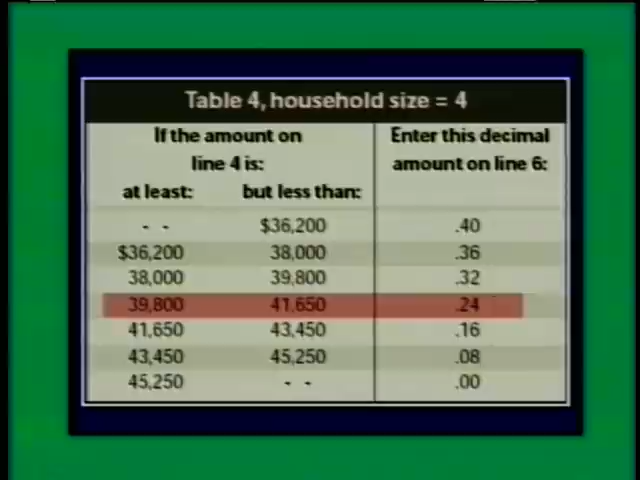 Table 4, household size = 4
If the amount on Enter this decimal
line 4 is: amount on line 6:
at least: but less than:
- - $36,200 .40
$36,200 38,000 .36
38,000 39,800 .32
39,800 41,650 .24
41,650 43,450 .16
43,450 45,250 .08
45,250 - - .00